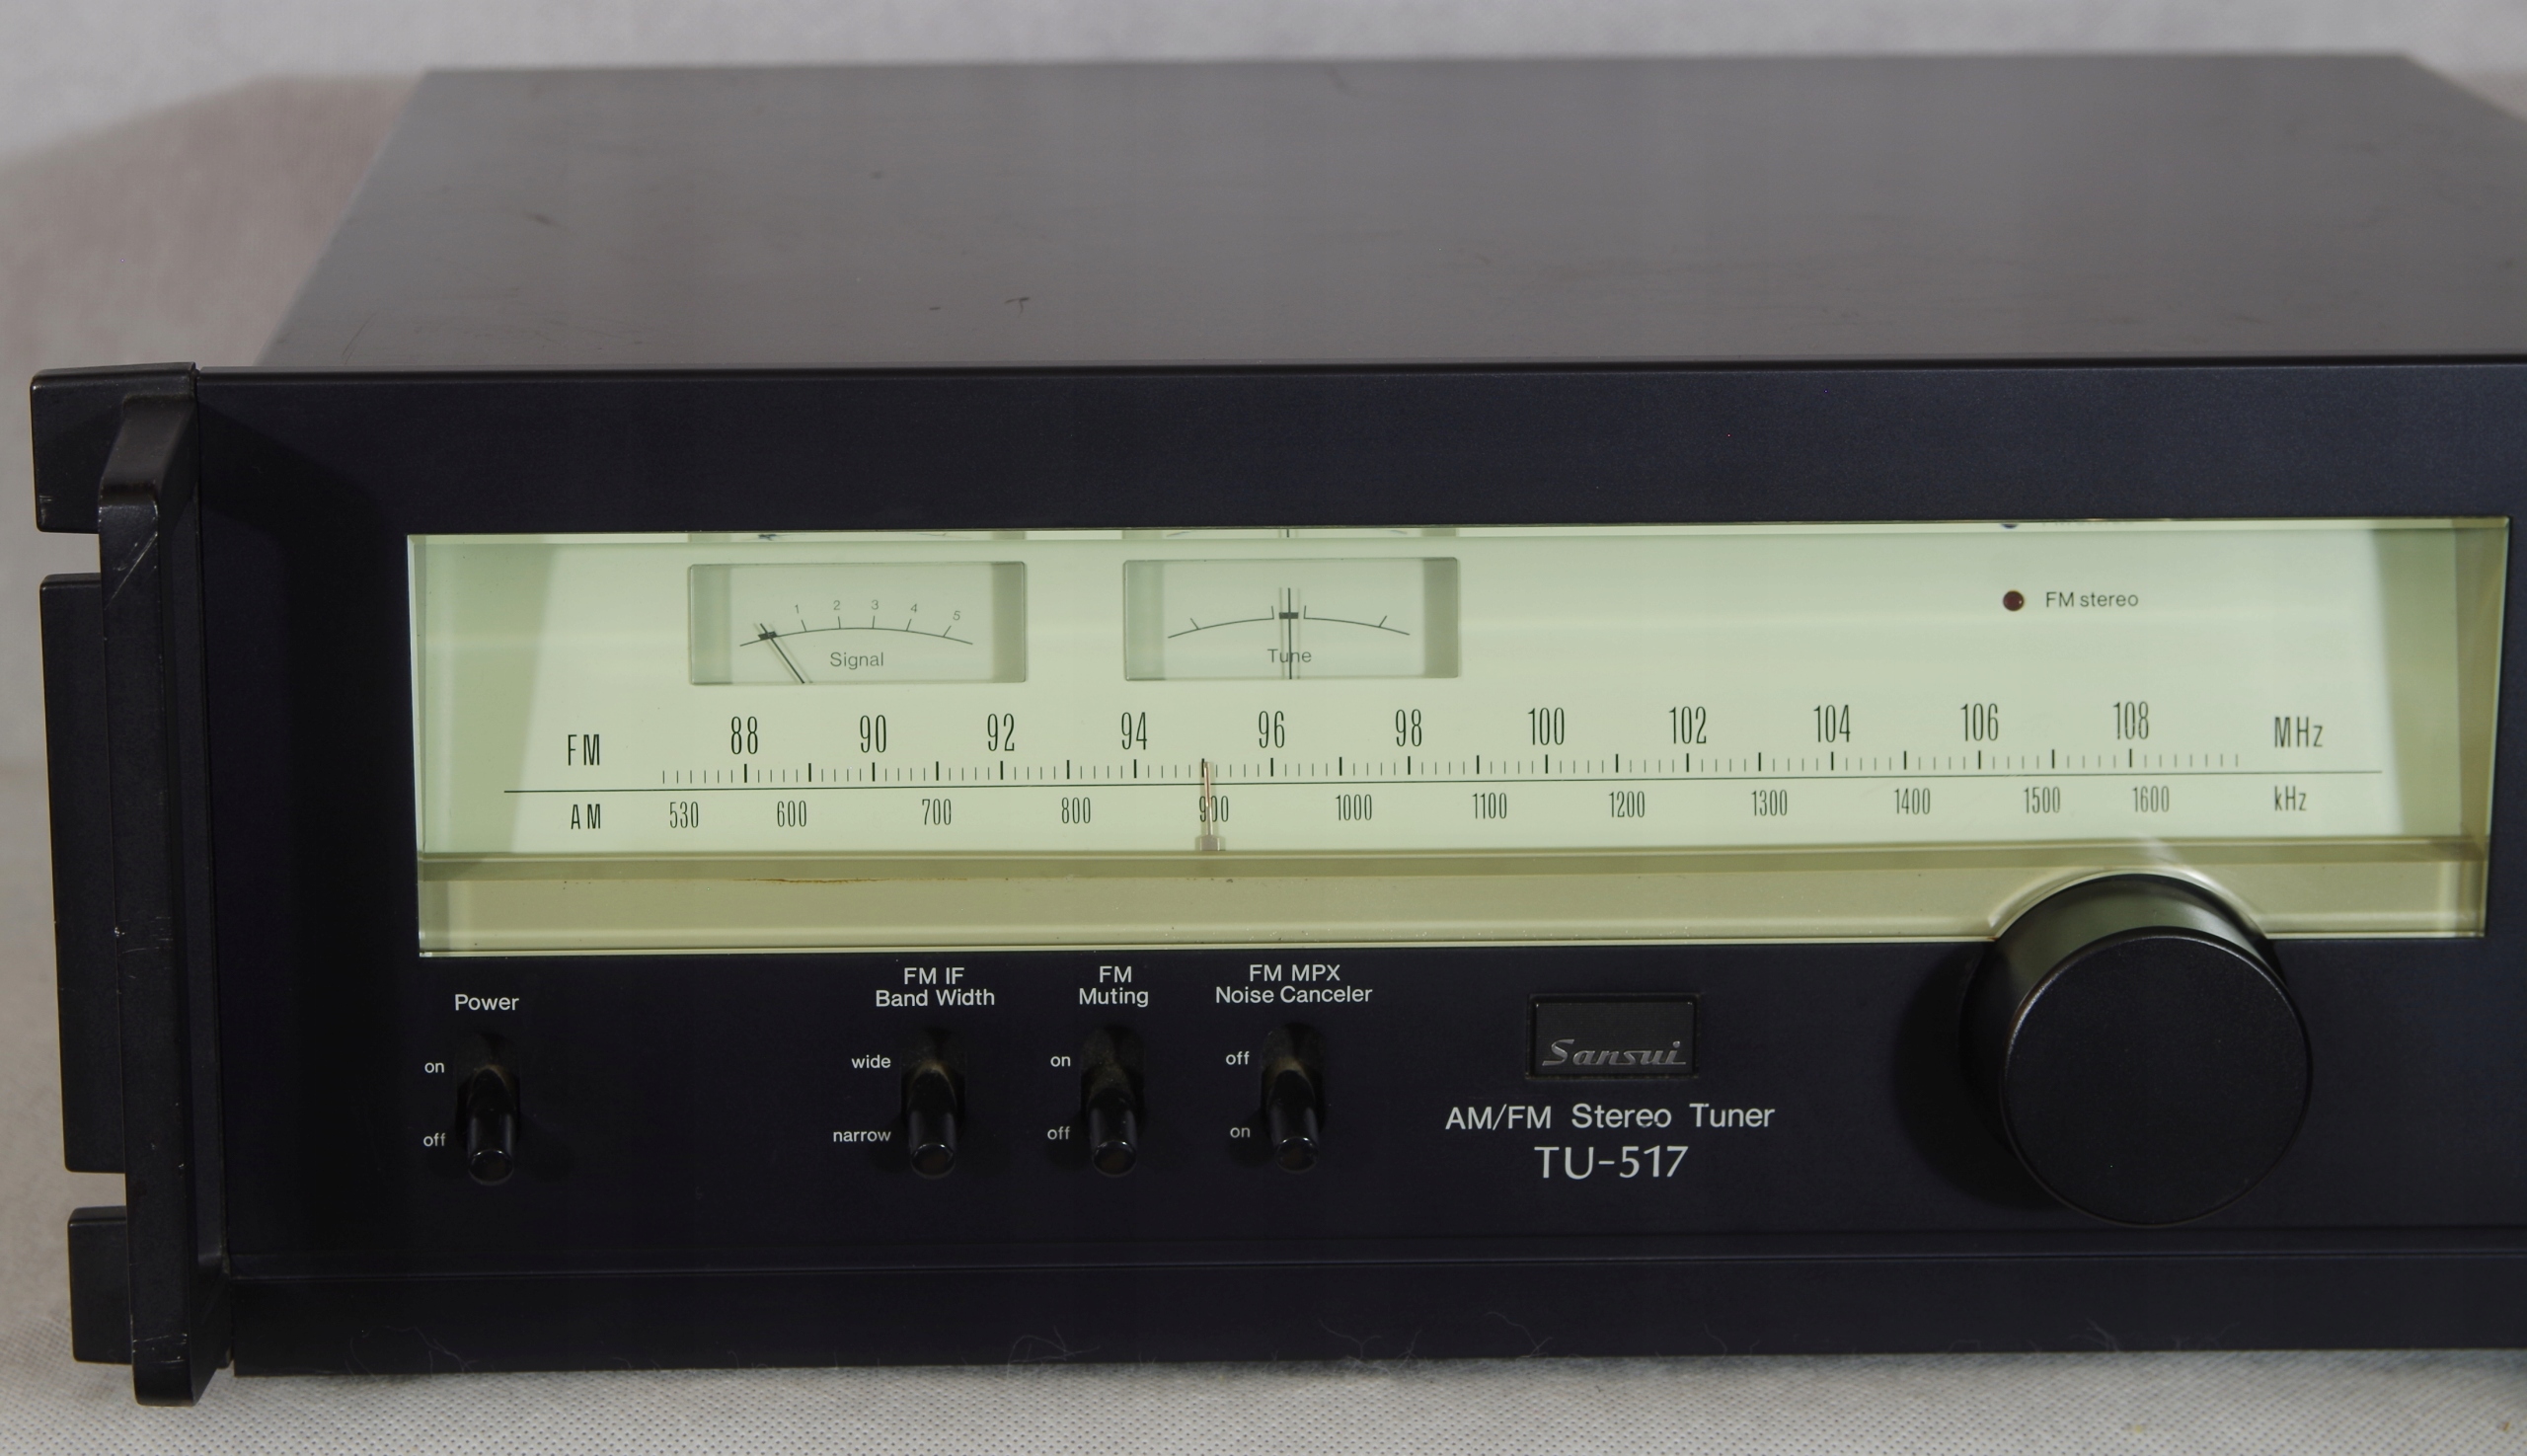 1 2 3 4 5
Signal
Tune
FM stereo
FM 88 90 92 94 96 98 100 102 104 106 108 MHz
AM 530 600 700 800 900 1000 1100 1200 1300 1400 1500 1600 kHz
Power
on
off
FM IF
Band Width
wide
narrow
FM
Muting
on
off
FM MPX
Noise Canceler
off
on
Sansui
AM/FM Stereo Tuner
TU-517